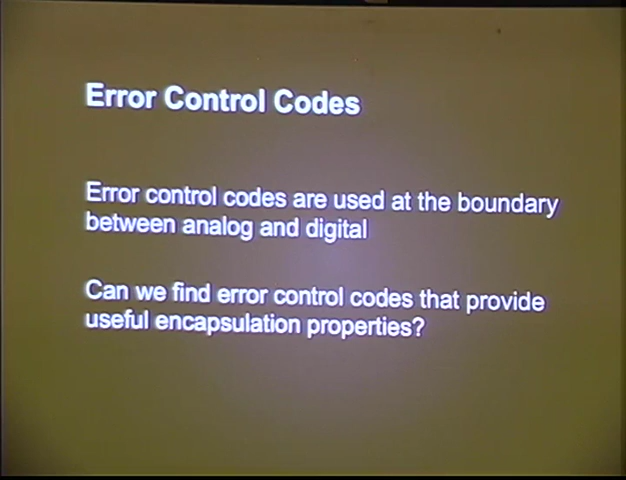 Error Control Codes
Error control codes are used at the boundary
between analog and digital
Can we find error control codes that provide
useful encapsulation properties?